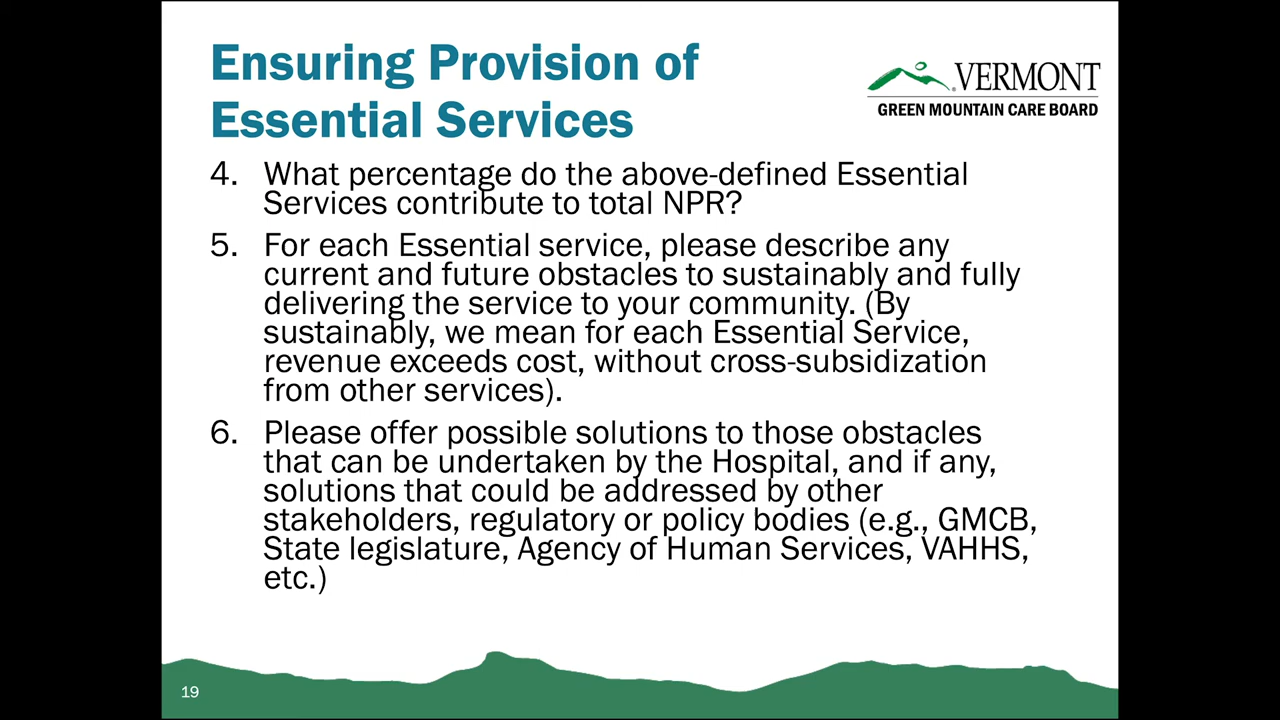 Ensuring Provision of
Essential Services
VERMONT
GREEN MOUNTAIN CARE BOARD
4. What percentage do the above-defined Essential
Services contribute to total NPR?
5. For each Essential service, please describe any
current and future obstacles to sustainably and fully
delivering the service to your community. (By
sustainably, we mean for each Essential Service,
revenue exceeds cost, without cross-subsidization
from other services).
6. Please offer possible solutions to those obstacles
that can be undertaken by the Hospital, and if any,
solutions that could be addressed by other
stakeholders, regulatory or policy bodies (e.g., GMCB,
State legislature, Agency of Human Services, VAHHS,
etc.)
19